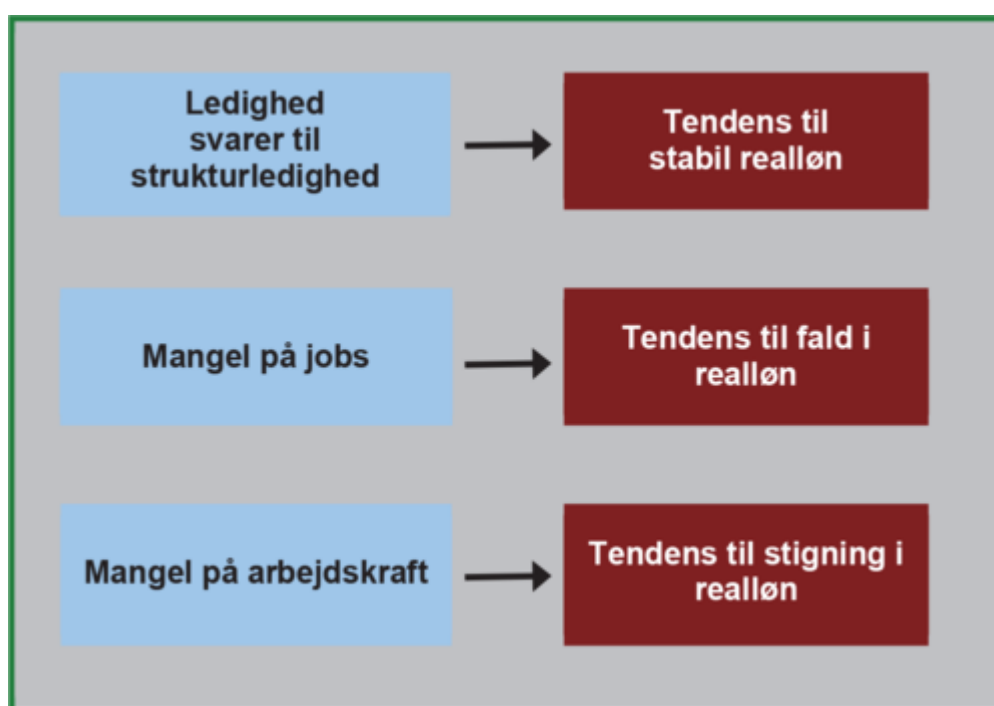 Ledighed
svarer til
strukturledighed
Tendens til
stabil realløn
Mangel på jobs
Tendens til fald i
realløn
Mangel på arbejdskraft
Tendens til stigning i
realløn